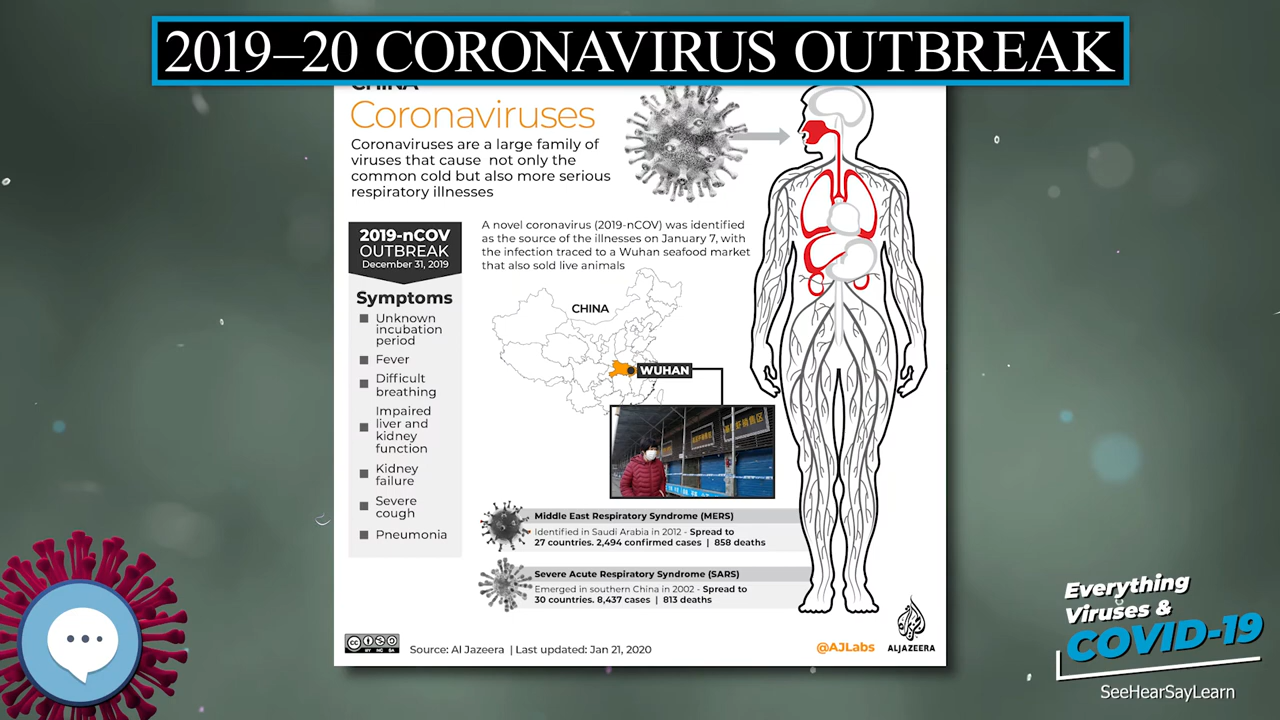 2019–20 CORONAVIRUS OUTBREAK
CHINA
Coronaviruses
Coronaviruses are a large family of
viruses that cause not only the
common cold but also more serious
respiratory illnesses
2019-nCOV
OUTBREAK
December 31, 2019
Symptoms
Unknown
incubation
period
Fever
Difficult
breathing
Impaired
liver and
kidney
function
Kidney
failure
Severe
cough
Pneumonia
A novel coronavirus (2019-nCOV) was identified
as the source of the illnesses on January 7, with
the infection traced to a Wuhan seafood market
that also sold live animals
CHINA
WUHAN
Middle East Respiratory Syndrome (MERS)
Identified in Saudi Arabia in 2012 - Spread to
27 countries. 2,494 confirmed cases | 858 deaths
Severe Acute Respiratory Syndrome (SARS)
Emerged in southern China in 2002 - Spread to
30 countries. 8,437 cases | 813 deaths
Source: Al Jazeera | Last updated: Jan 21, 2020
@AJLabs
ALJAZEERA
Everything
Viruses &
COVID-19
SeeHearSayLearn